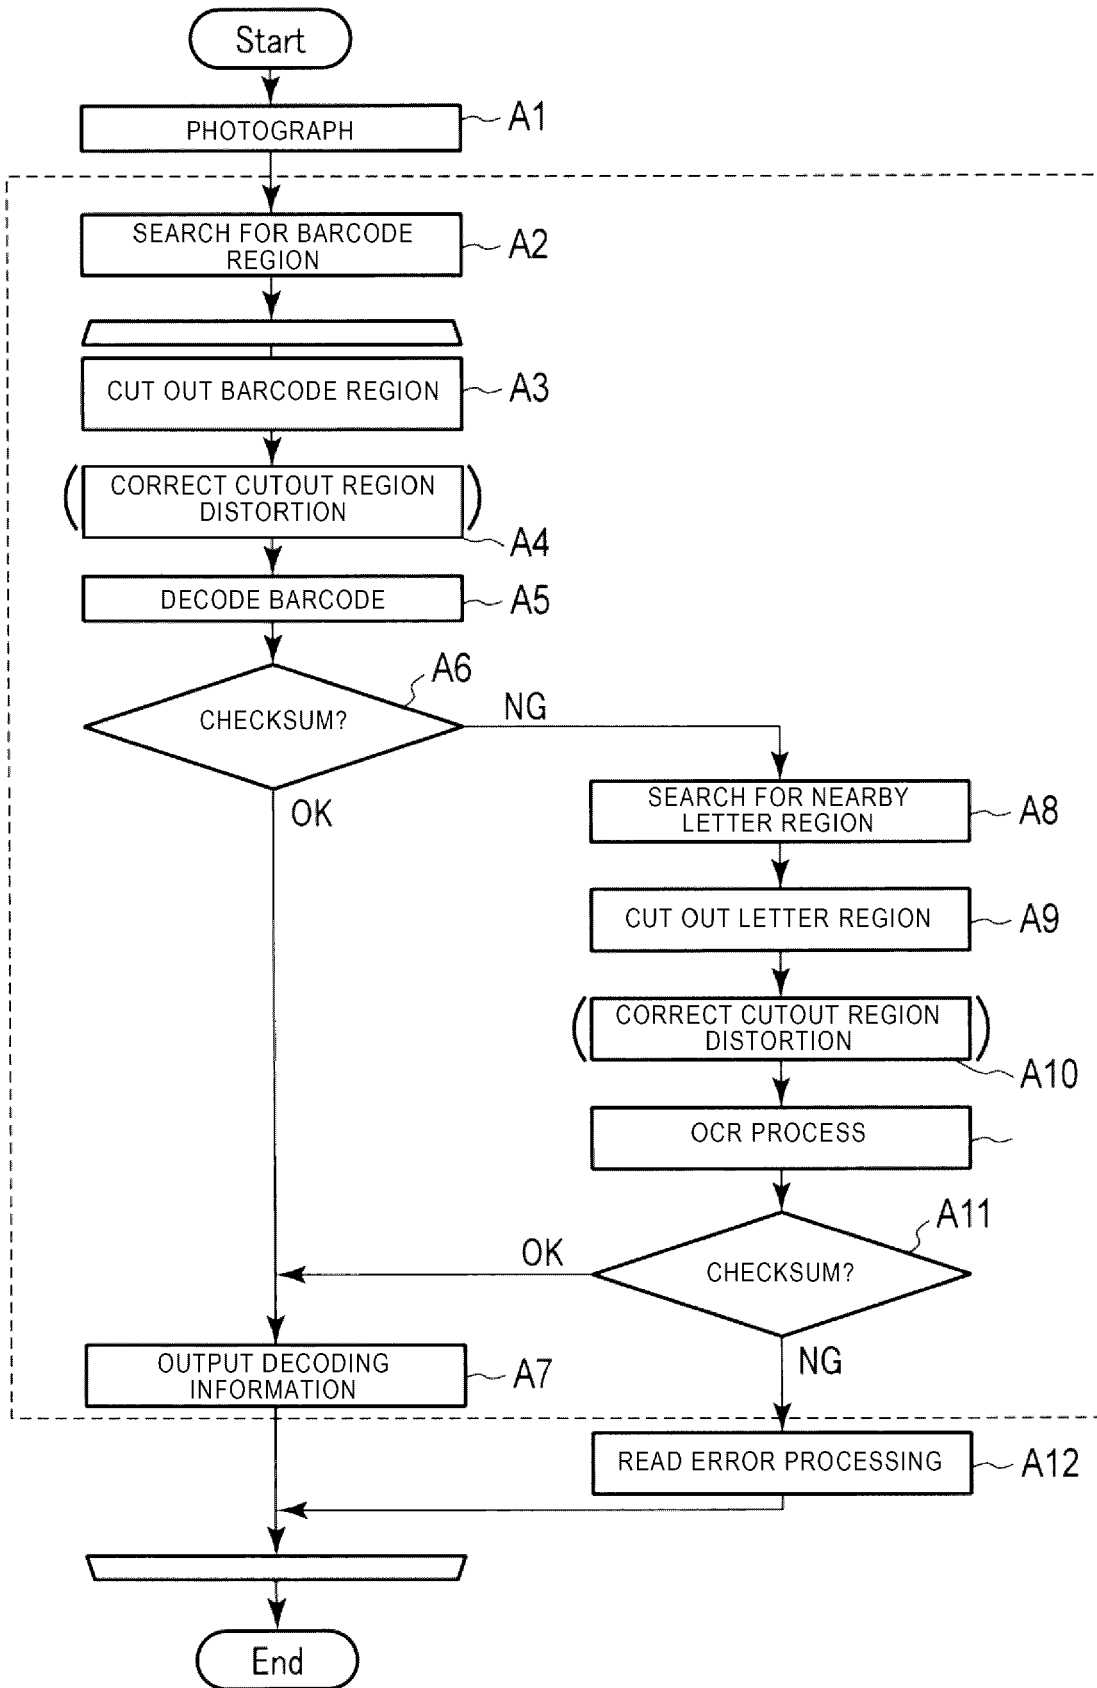 Start
PHOTOGRAPH
A1
SEARCH FOR BARCODE
REGION
A2
CUT OUT BARCODE REGION
A3
CORRECT CUTOUT REGION
DISTORTION
A4
DECODE BARCODE
A5
CHECKSUM?
A6
NG
OK
SEARCH FOR NEARBY
LETTER REGION
A8
CUT OUT LETTER REGION
A9
CORRECT CUTOUT REGION
DISTORTION
A10
OCR PROCESS
CHECKSUM?
A11
OK
NG
OUTPUT DECODING
INFORMATION
A7
READ ERROR PROCESSING
A12
End